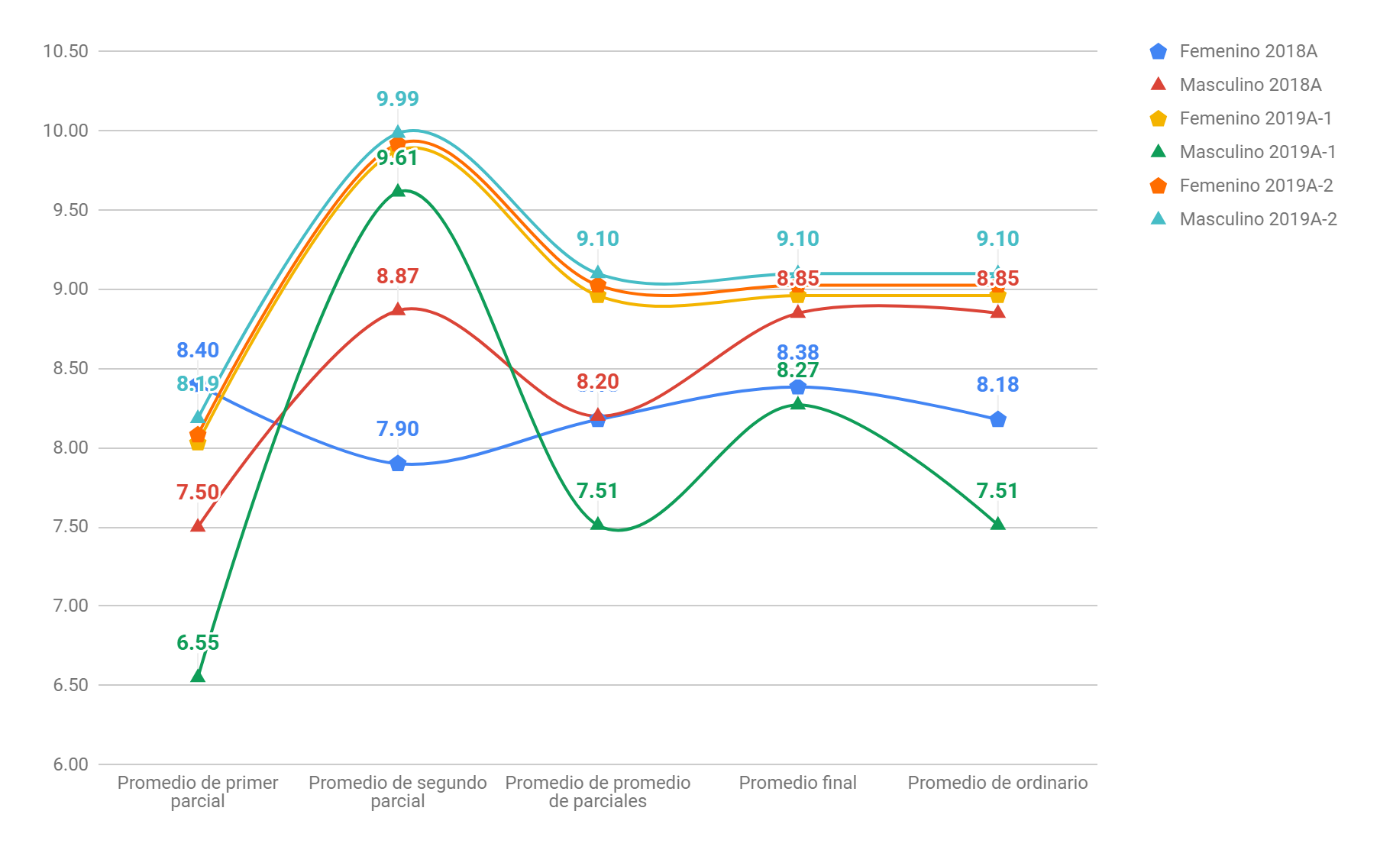 10.50
10.00
9.50
9.00
8.50
8.00
7.50
7.00
6.50
6.00
Femenino 2018A
Masculino 2018A
Femenino 2019A-1
Masculino 2019A-1
Femenino 2019A-2
Masculino 2019A-2
8.40
8.19
7.50
6.55
9.99
9.61
8.87
7.90
9.10
8.20
7.51
9.10
8.85
8.38
8.27
9.10
8.85
8.18
7.51
Promedio de primer
parcial
Promedio de segundo
parcial
Promedio de promedio
de parciales
Promedio final
Promedio de ordinario